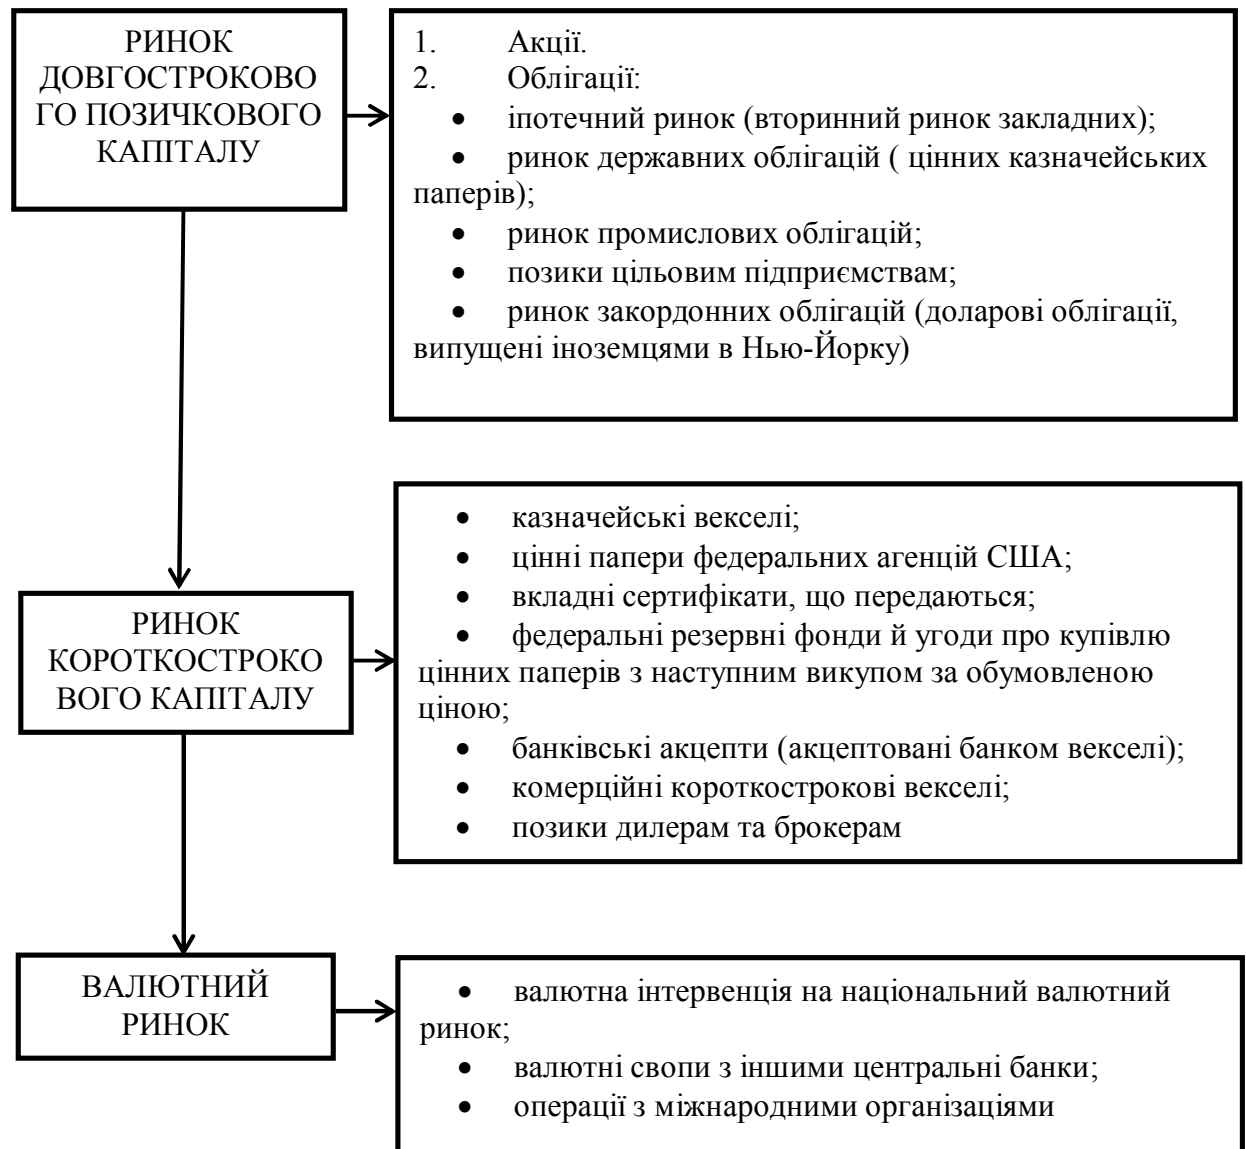 РИНОК
ДОВГОСТРОКОВО
ГО ПОЗИЧКОВОГО
КАПІТАЛУ
1. Акції.
2. Облігації:
• іпотечний ринок (вторинний ринок закладних);
• ринок державних облігацій ( цінних казначейських
паперів);
• ринок промислових облігацій;
• позики цільовим підприємствам;
• ринок закордонних облігацій (доларові облігації,
випущені іноземцями в Нью-Йорку)
РИНОК
КОРОТКОСТРОКО
ВОГО КАПІТАЛУ
• казначейські векселі;
• цінні папери федеральних агенцій США;
• вкладні сертифікати, що передаються;
• федеральні резервні фонди й угоди про купівлю
цінних паперів з наступним викупом за обумовленою
ціною;
• банківські акцепти (акцептовані банком векселі);
• комерційні короткострокові векселі;
• позики дилерам та брокерам
ВАЛЮТНИЙ
РИНОК
• валютна інтервенція на національний валютний
ринок;
• валютні свопи з іншими центральні банки;
• операції з міжнародними організаціями